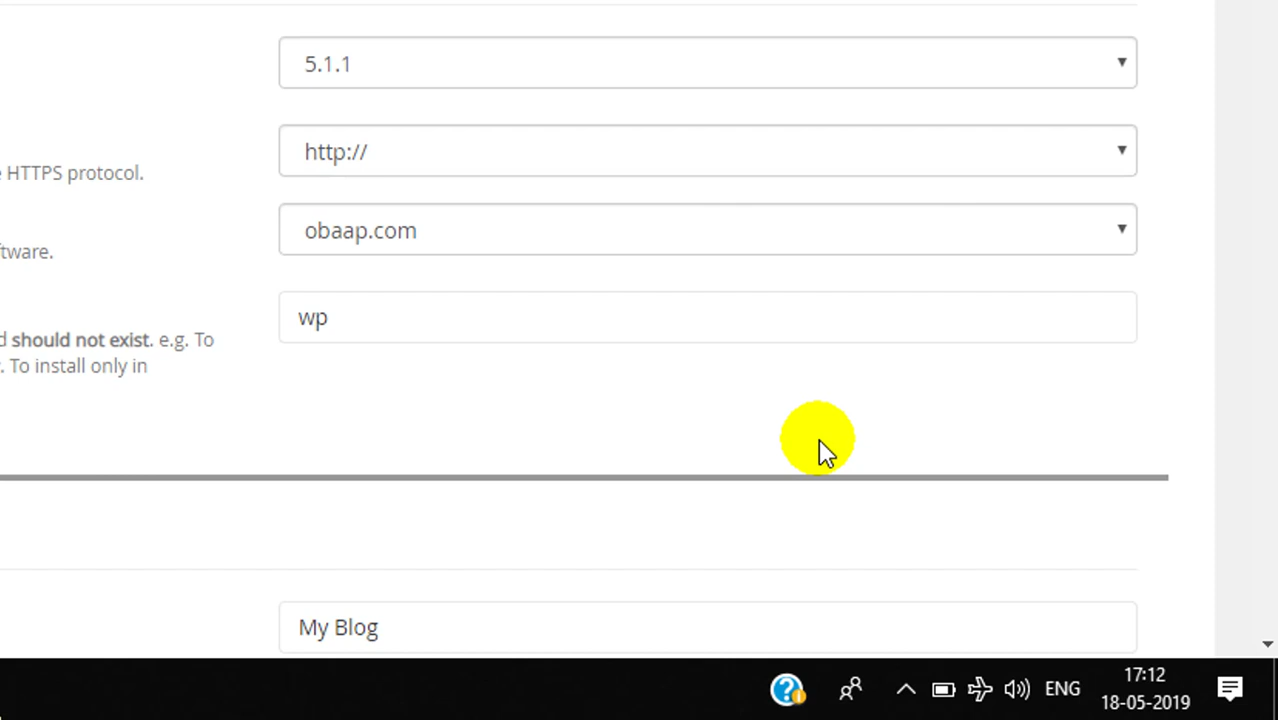 5.1.1
http://
HTTPS protocol.
obaap.com
ftware.
wp
should not exist. e.g. To
. To install only in
My Blog
17:12
ENG
18-05-2019